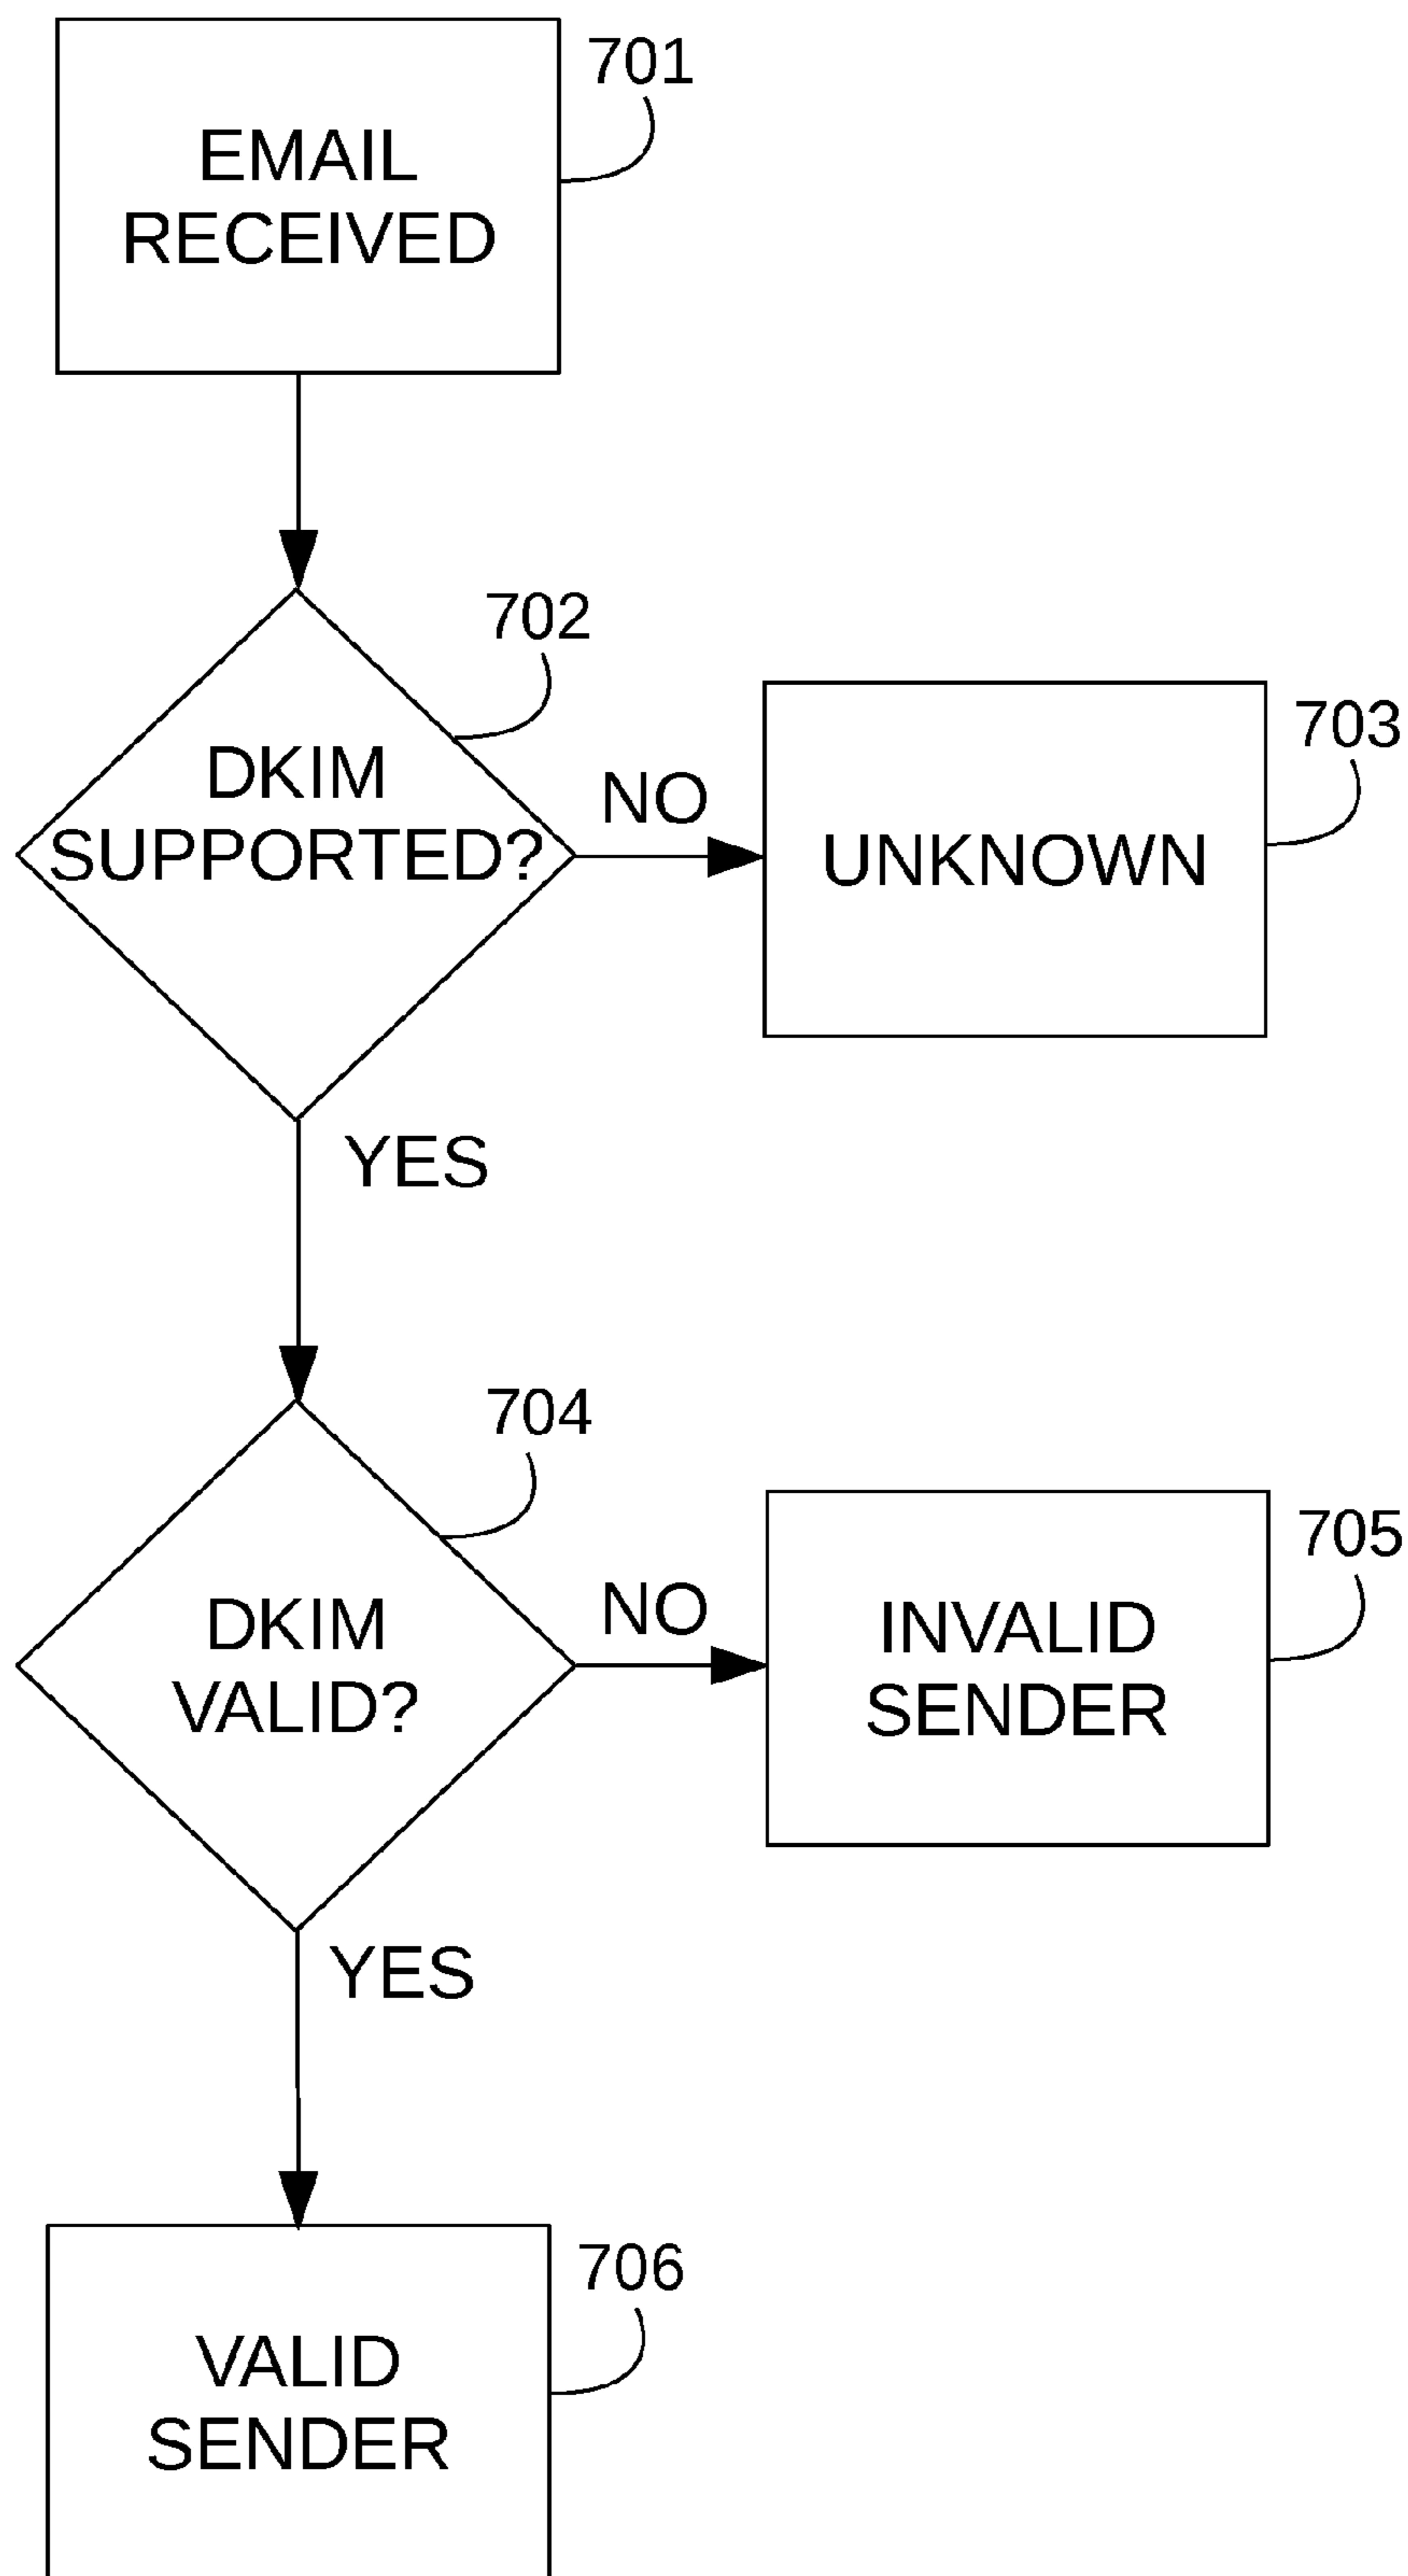 EMAIL
RECEIVED
701
702
DKIM
SUPPORTED?
NO
UNKNOWN
703
YES
704
DKIM
VALID?
NO
INVALID
SENDER
705
YES
706
VALID
SENDER